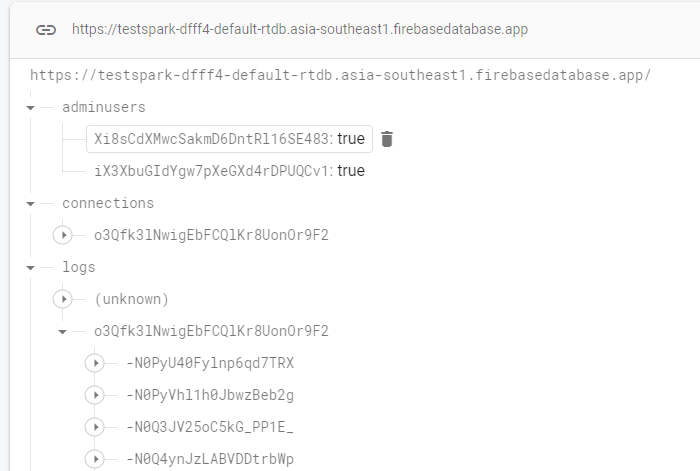 https://testspark-dfff4-default-rtdb.asia-southeast1.firebasedatabase.app
https://testspark-dfff4-default-rtdb.asia-southeast1.firebasedatabase.app/
adminusers
Xi8sCdXMwcSakmD6DntRl16SE483: true
iX3XbuGIdYgw7pXeGXd4rDPUQCv1: true
connections
o3Qfk3lNwigEbFCQlKr8UonOr9F2
logs
(unknown)
o3Qfk3lNwigEbFCQlKr8UonOr9F2
-N0PyU40Fylnp6qd7TRX
-N0PyVhl1h0JbwzBeb2g
-N0Q3JV25oC5kG_PP1E_
-N0Q4ynJzLABVDDtrbWp